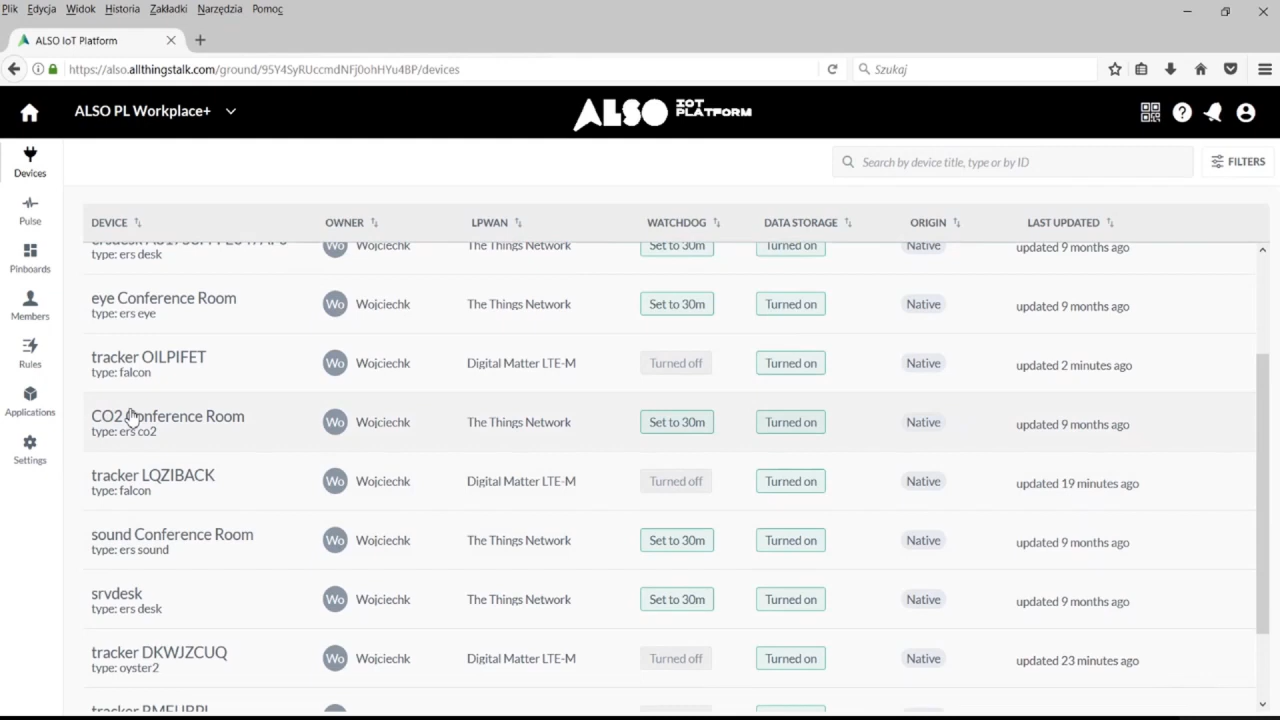 Plik Edycja Widok Historia Zakładki Narzędzia Pomoc
ALSO IoT Platform
https://also.allthingstalk.com/ground/95Y4SyRUccmdNFj0ohHYu4BP/devices
Szukaj
ALSO PL Workplace+
ALSO IOT PLATFORM
Devices
Pulse
Pinboards
Members
Rules
Applications
Settings
Search by device title, type or by ID
FILTERS
DEVICE OWNER LPWAN WATCHDOG DATA STORAGE ORIGIN LAST UPDATED
Wo Wojciechk The Things Network Set to 30m Turned on Native updated 9 months ago
type: ers desk
eye Conference Room Wo Wojciechk The Things Network Set to 30m Turned on Native updated 9 months ago
type: ers eye
tracker OILPIFET Wo Wojciechk Digital Matter LTE-M Turned off Turned on Native updated 2 minutes ago
type: falcon
CO2 Conference Room Wo Wojciechk The Things Network Set to 30m Turned on Native updated 9 months ago
type: ers co2
tracker LQZIBACK Wo Wojciechk Digital Matter LTE-M Turned off Turned on Native updated 19 minutes ago
type: falcon
sound Conference Room Wo Wojciechk The Things Network Set to 30m Turned on Native updated 9 months ago
type: ers sound
srvdesk Wo Wojciechk The Things Network Set to 30m Turned on Native updated 9 months ago
type: ers desk
tracker DKWJZCUQ Wo Wojciechk Digital Matter LTE-M Turned off Turned on Native updated 23 minutes ago
type: oyster2
tracker